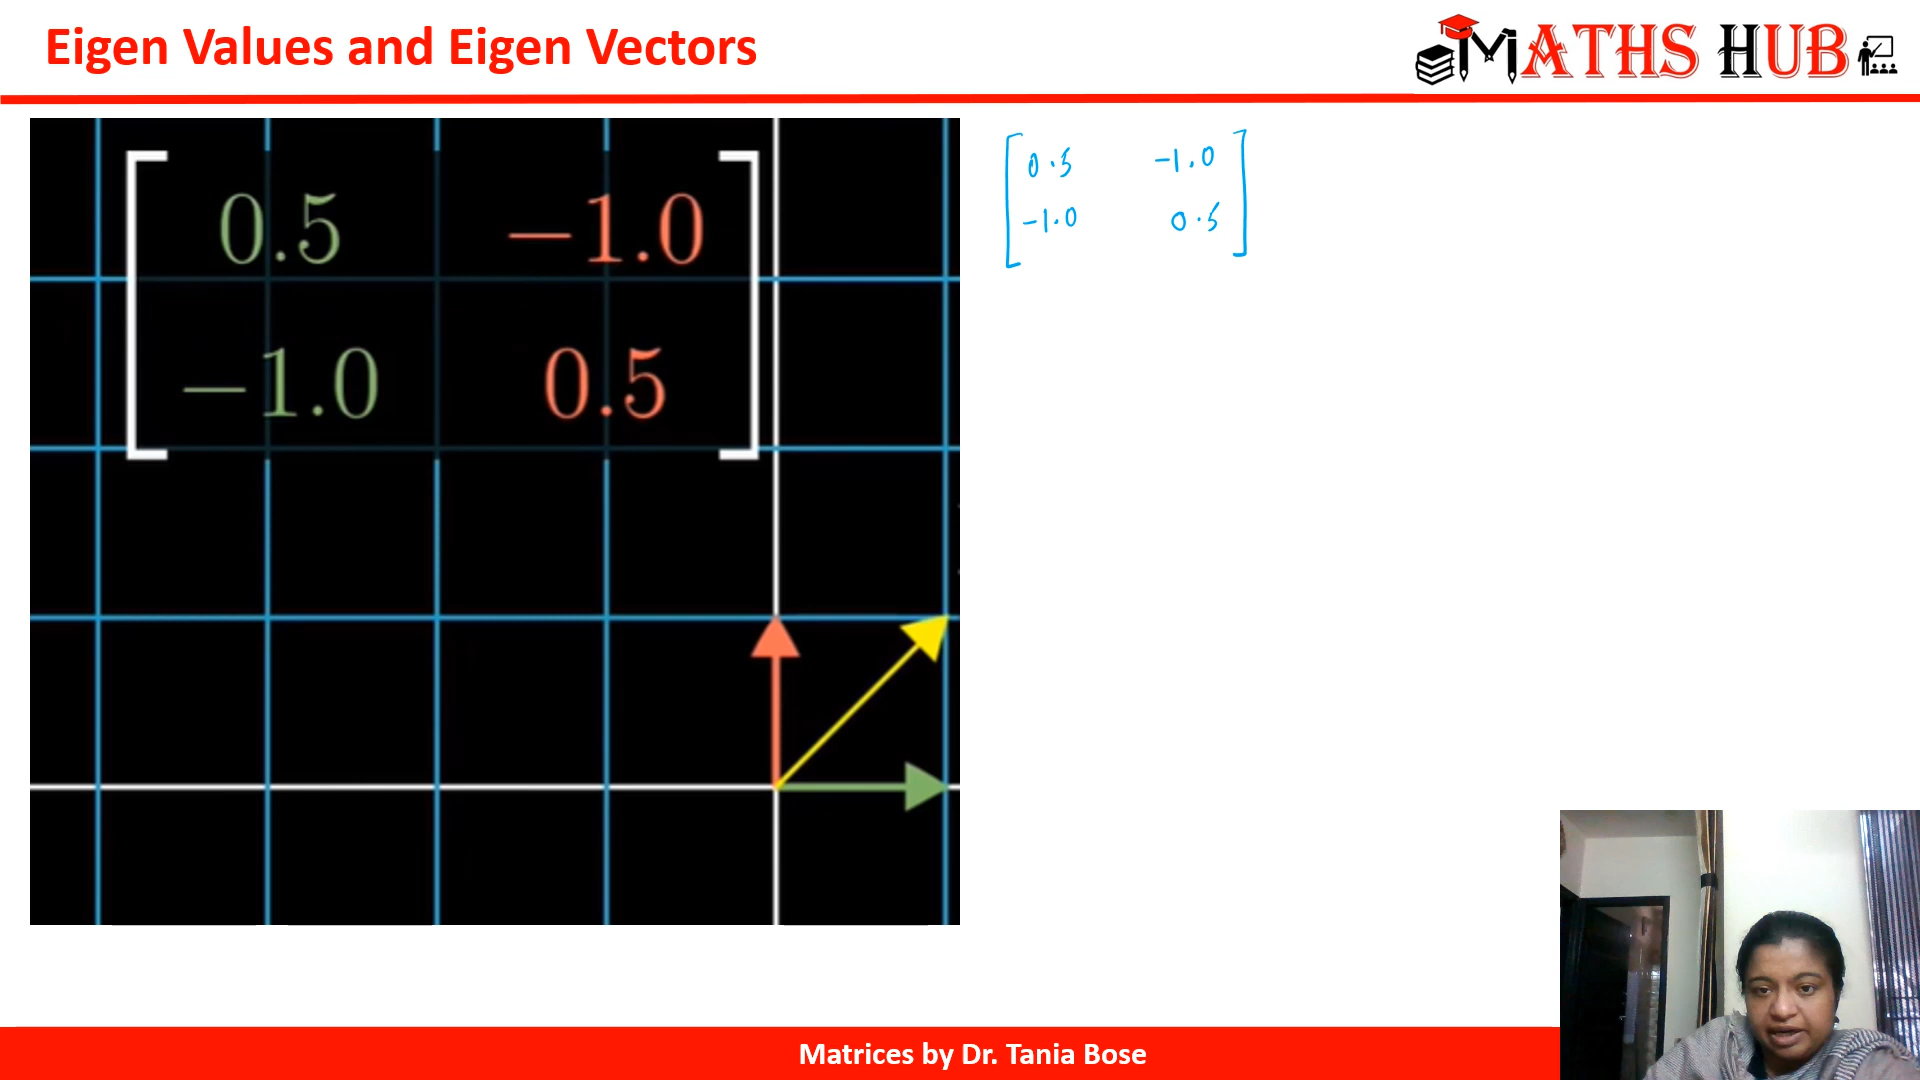 Eigen Values and Eigen Vectors
MATHS HUB
0.5 -1.0
-1.0 0.5
0.5 -1.0
-1.0 0.5
Matrices by Dr. Tania Bose